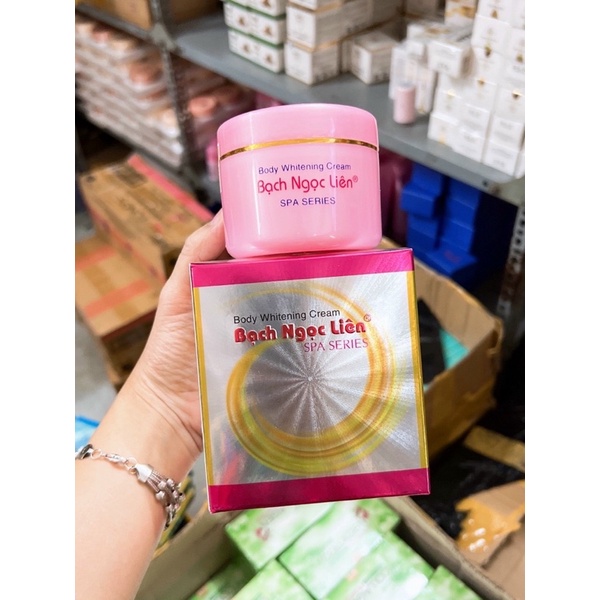 Body Whitening Cream
Bạch Ngọc Liên®
SPA SERIES
Body Whitening Cream
Bạch Ngọc Liên®
SPA SERIES